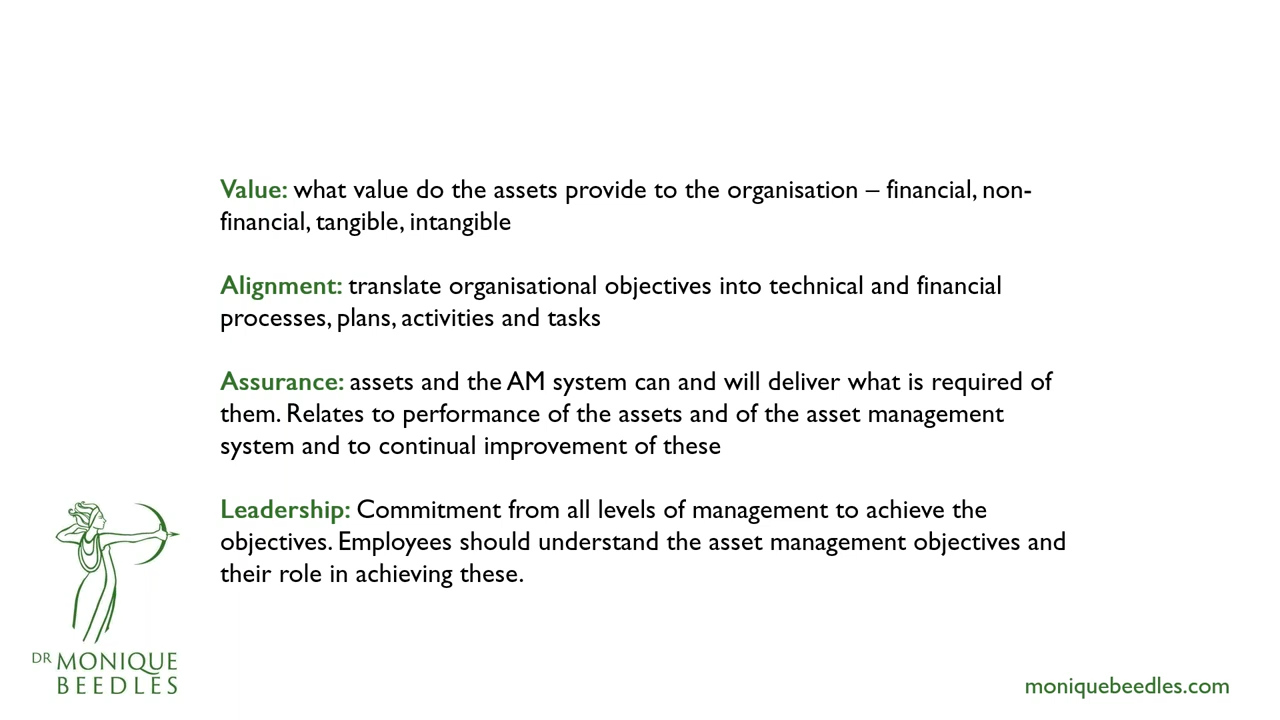 Value: what value do the assets provide to the organisation – financial, non-
financial, tangible, intangible
Alignment: translate organisational objectives into technical and financial
processes, plans, activities and tasks
Assurance: assets and the AM system can and will deliver what is required of
them. Relates to performance of the assets and of the asset management
system and to continual improvement of these
Leadership: Commitment from all levels of management to achieve the
objectives. Employees should understand the asset management objectives and
their role in achieving these.
DR MONIQUE
BEEDLES
moniquebeedles.com